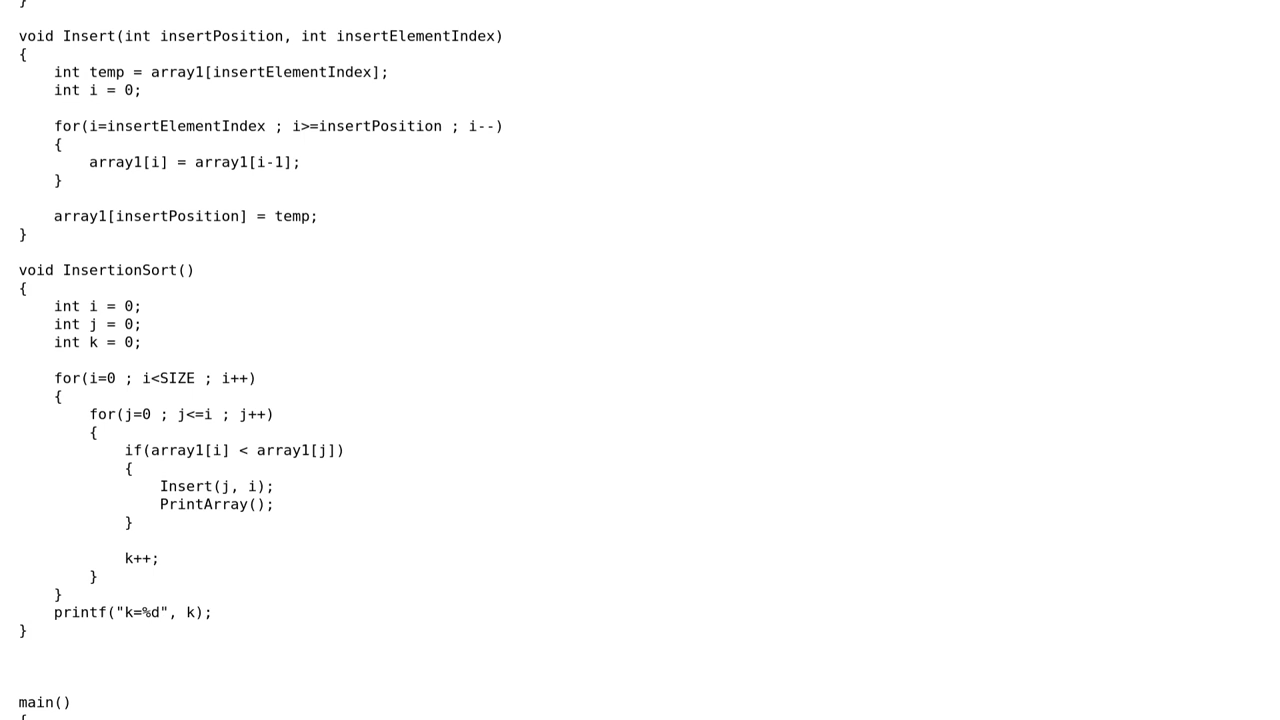 }
void Insert(int insertPosition, int insertElementIndex)
{
    int temp = array1[insertElementIndex];
    int i = 0;

    for(i=insertElementIndex ; i>=insertPosition ; i--)
    {
        array1[i] = array1[i-1];
    }

    array1[insertPosition] = temp;
}

void InsertionSort()
{
    int i = 0;
    int j = 0;
    int k = 0;

    for(i=0 ; i<SIZE ; i++)
    {
        for(j=0 ; j<=i ; j++)
        {
            if(array1[i] < array1[j])
            {
                Insert(j, i);
                PrintArray();
            }

            k++;
        }
    }
    printf("k=%d", k);
}

main()
{